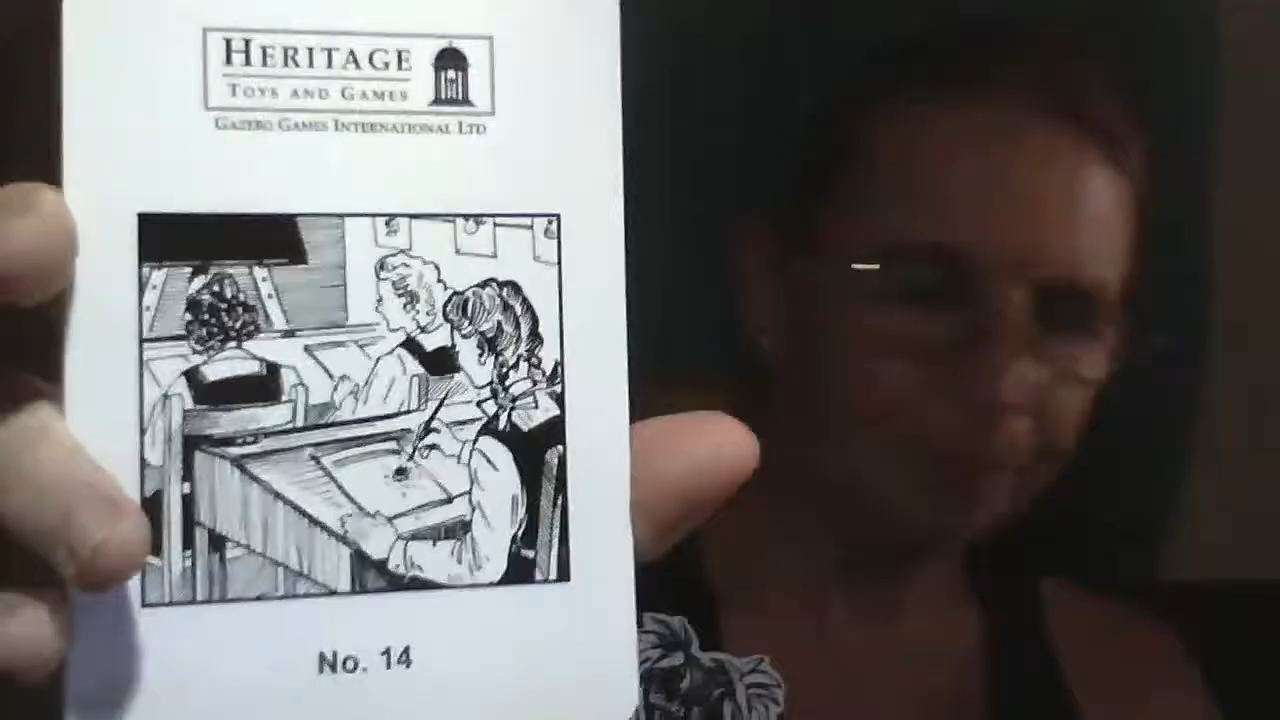 HERITAGE
TOYS AND GAMES
GAZEBO GAMES INTERNATIONAL LTD
No. 14